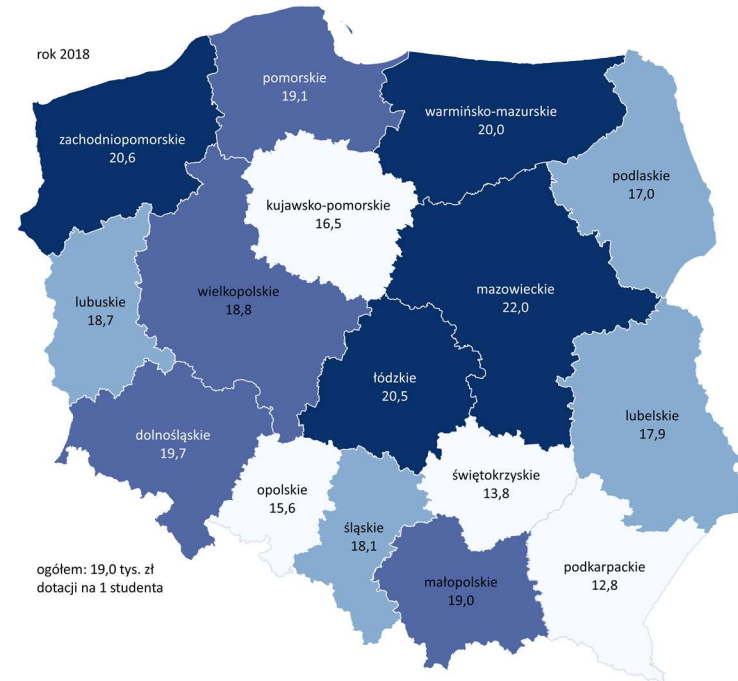 rok 2018
pomorskie
19,1
warmińsko-mazurskie
20,0
zachodniopomorskie
20,6
podlaskie
17,0
kujawsko-pomorskie
16,5
wielkopolskie
18,8
mazowieckie
22,0
lubuskie
18,7
łódzkie
20,5
lubelskie
17,9
dolnośląskie
19,7
świętokrzyskie
13,8
opolskie
15,6
śląskie
18,1
podkarpackie
12,8
małopolskie
19,0
ogółem: 19,0 tys. zł
dotacji na 1 studenta